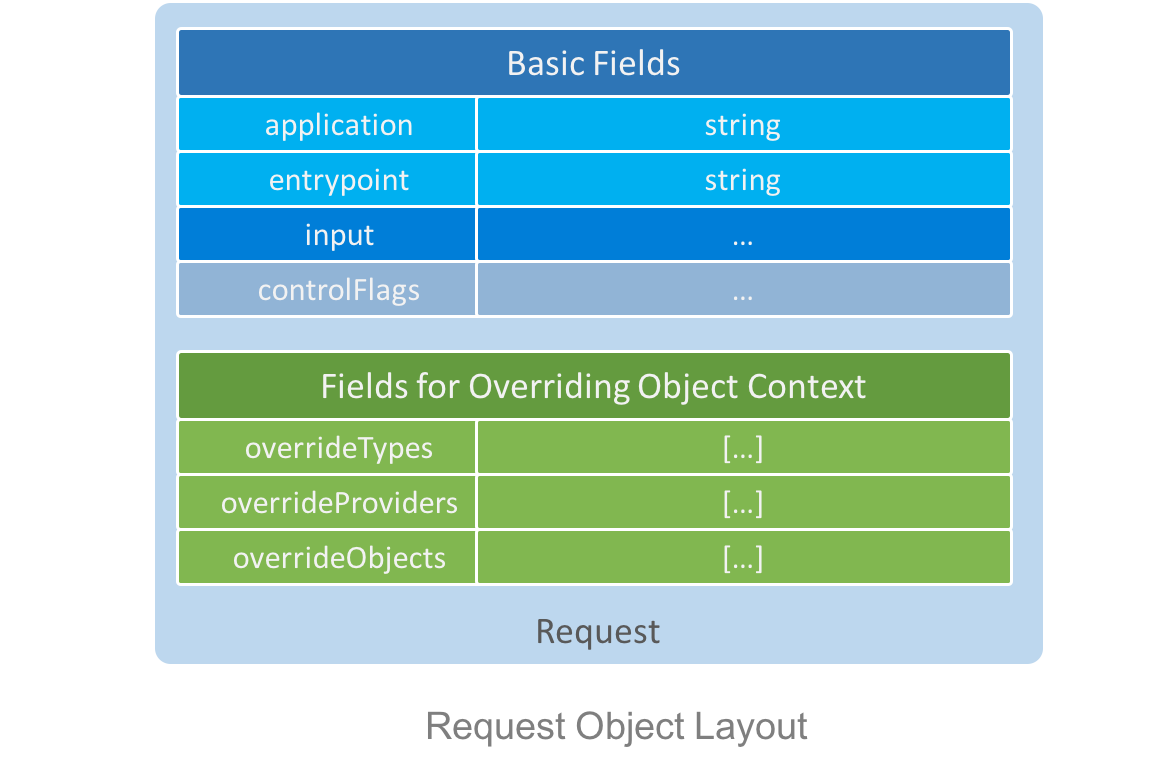 Basic Fields
application string
entrypoint string
input ...
controlFlags ...
Fields for Overriding Object Context
overrideTypes [...]
overrideProviders [...]
overrideObjects [...]
Request
Request Object Layout